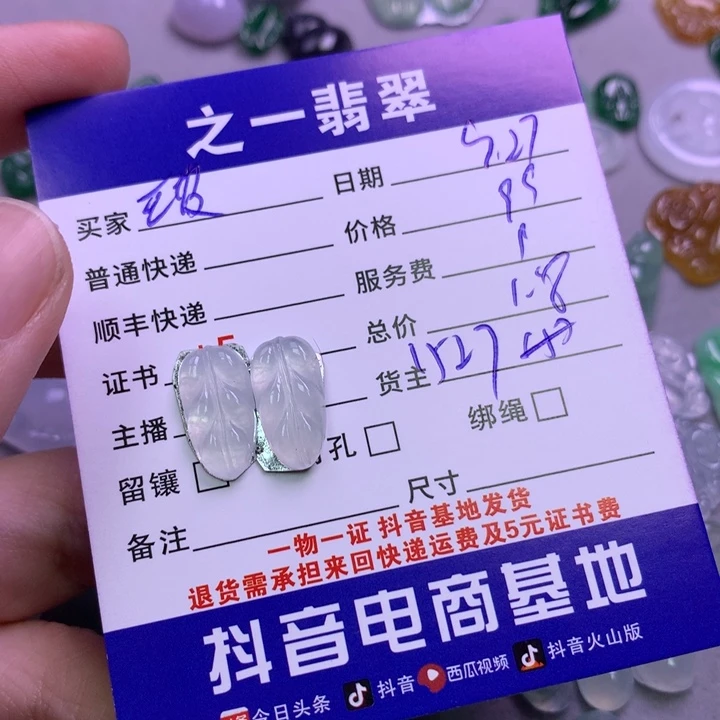 之一翡翠
买家 日期 5.27
普通快递 价格 95
顺丰快递 服务费
证书 +5 总价
主播 货主 1527
留镶 孔 绑绳
备注 尺寸
一物一证 抖音基地发货
退货需承担来回快递运费及5元证书费
抖音电商基地
今日头条 抖音 西瓜视频 抖音火山版